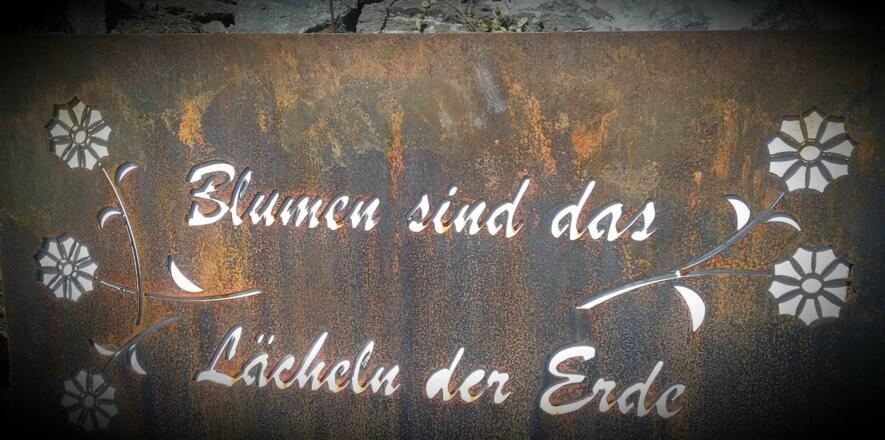 Blumen sind das
Lächeln der Erde